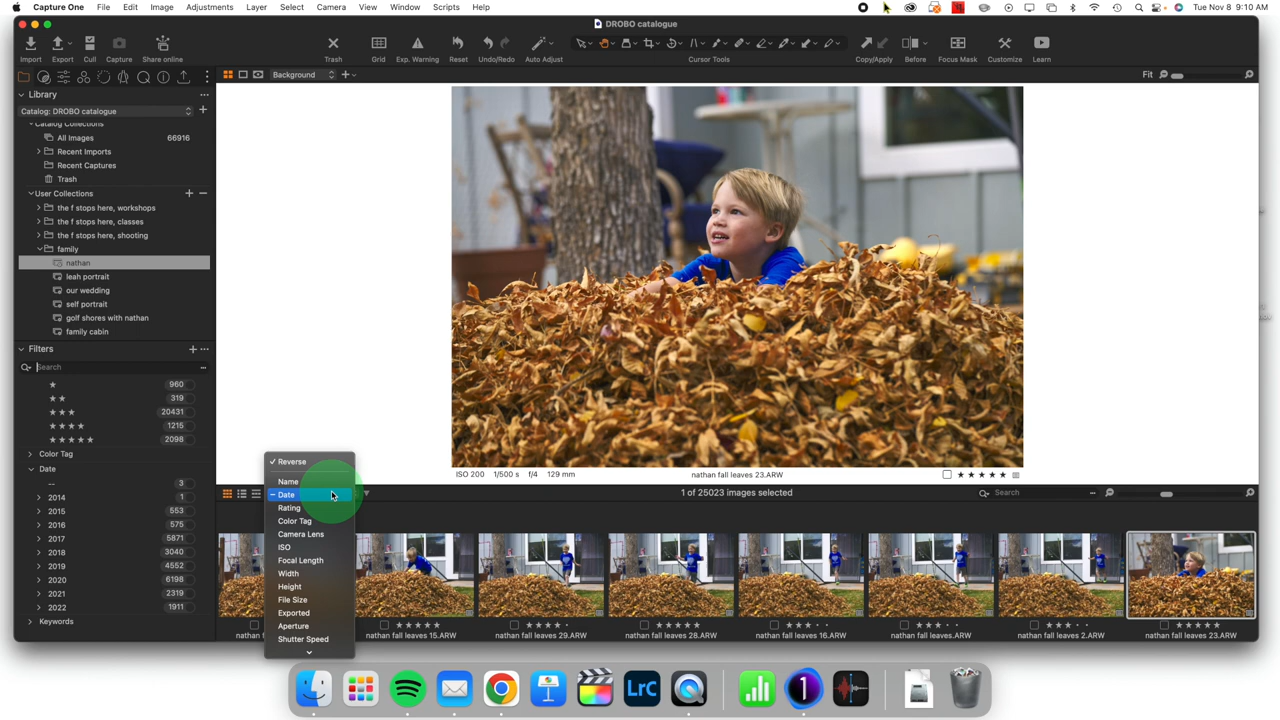 Capture One File Edit Image Adjustments Layer Select Camera View Window Scripts Help Tue Nov 8 9:10 AM
DROBO catalogue
Import Export Cull Capture Share online Trash Grid Exp. Warning Reset Undo/Redo Auto Adjust Cursor Tools Copy/Apply Before Focus Mask Customize Learn
Background Fit
Library
Catalog: DROBO catalogue
Catalog Collections
All Images 66916
Recent Imports
Recent Captures
Trash
User Collections
the f stops here, workshops
the f stops here, classes
the f stops here, shooting
family
nathan
leah portrait
our wedding
self portrait
golf shores with nathan
family cabin
Filters
Search
960
319
20431
1215
2098
Color Tag
Date
-- 3
2014 1
2015 553
2016 575
2017 5871
2018 3040
2019 4552
2020 6198
2021 2319
2022 1911
Keywords
ISO 200 1/500 s f/4 129 mm nathan fall leaves 23.ARW
✓ Reverse
Name
Date
Rating
Color Tag
Camera Lens
ISO
Focal Length
Width
Height
File Size
Exported
Aperture
Shutter Speed
1 of 25023 images selected Search
nathan fall leaves 15.ARW nathan fall leaves 29.ARW nathan fall leaves 28.ARW nathan fall leaves 16.ARW nathan fall leaves.ARW nathan fall leaves 2.ARW nathan fall leaves 23.ARW
LrC 1